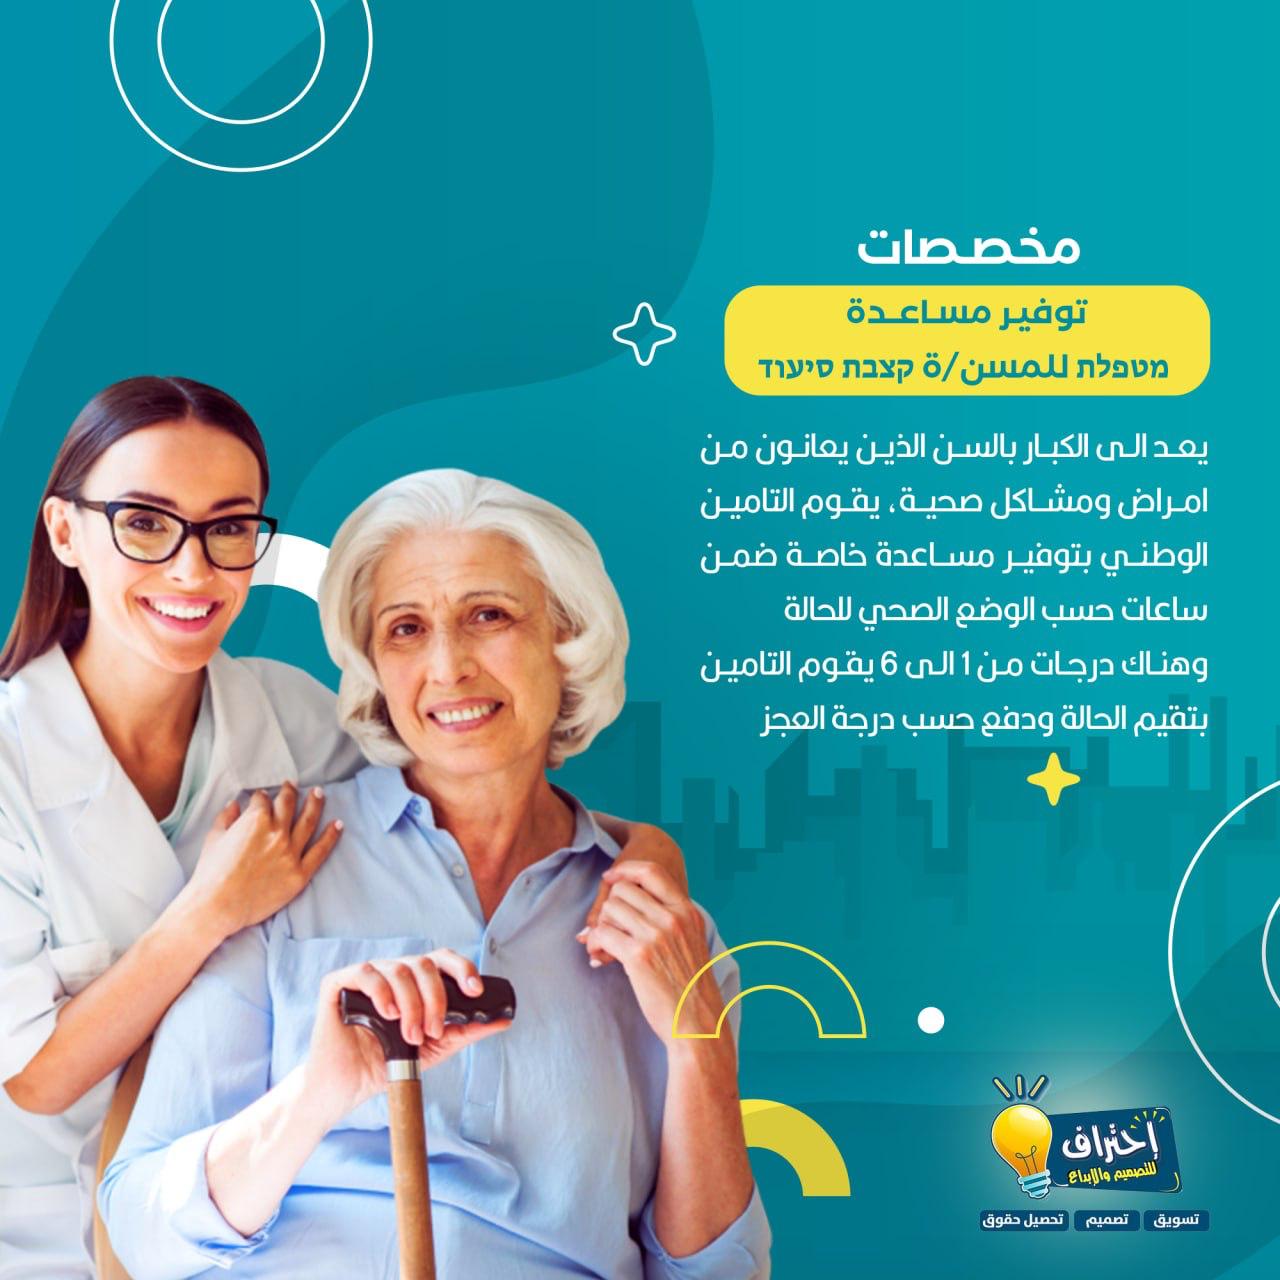 مخصصات
توفير مساعدة
מטפלת للمسن/ة קצבת סיעוד
يعد الى الكبار بالسن الذين يعانون من
امراض ومشاكل صحية، يقوم التامين
الوطني بتوفير مساعدة خاصة ضمن
ساعات حسب الوضع الصحي للحالة
وهناك درجات من 1 الى 6 يقوم التامين
بتقيم الحالة ودفع حسب درجة العجز
إحتراف
للتصميم والإبداع
تسويق تصميم تحصيل حقوق